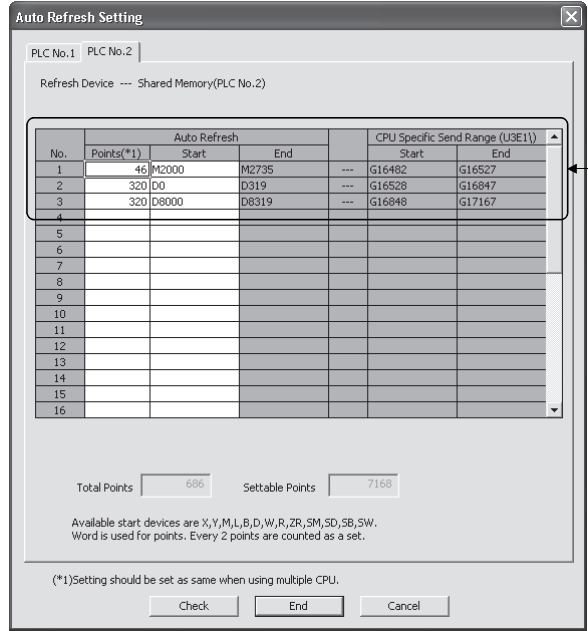 Auto Refresh Setting
PLC No.1 PLC No.2
Refresh Device --- Shared Memory(PLC No.2)
Auto Refresh CPU Specific Send Range (U3E1\)
No. Points(*1) Start End Start End
1 46 M2000 M2735 --- G16482 G16527
2 320 D0 D319 --- G16528 G16847
3 320 D8000 D8319 --- G16848 G17167
4
5
6
7
8
9
10
11
12
13
14
15
16
Total Points 686 Settable Points 7168
Available start devices are X,Y,M,L,B,D,W,R,ZR,SM,SD,SB,SW.
Word is used for points. Every 2 points are counted as a set.
(*1)Setting should be set as same when using multiple CPU.
Check End Cancel